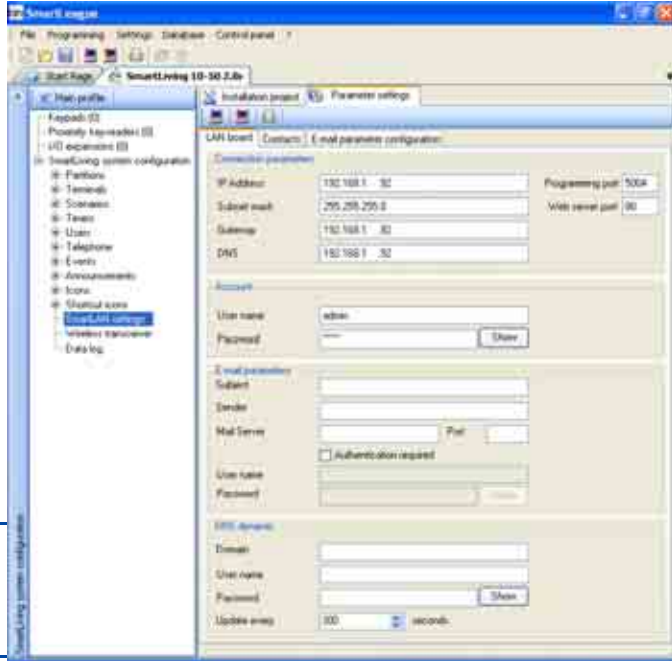 SmartLeague
File Programming Settings Database Control panel ?
Start Page SmartLiving 10-50 2.0x
Main profile
Keypads (0)
Proximity key-readers (0)
I/O expansions (0)
SmartLiving system configuration
Partitions
Terminals
Scenarios
Timers
Users
Telephone
Events
Announcements
Icons
Shortcut icons
SmartLAN settings
Wireless transceiver
Data log
SmartLiving system configuration
Installation project Parameter settings
LAN board Contacts E-mail parameter configuration
Connection parameters
IP Address 192.168.1 .92 Programming port 5004
Subnet mask 255.255.255.0 Web server port 80
Gateway 192.168.1 .92
DNS 192.168.1 .92
Account
User name admin
Password ***** Show
E-mail parameters
Subject
Sender
Mail Server Port
Authentication required
User name
Password
DNS dynamic
Domain
User name
Password Show
Update every 300 seconds